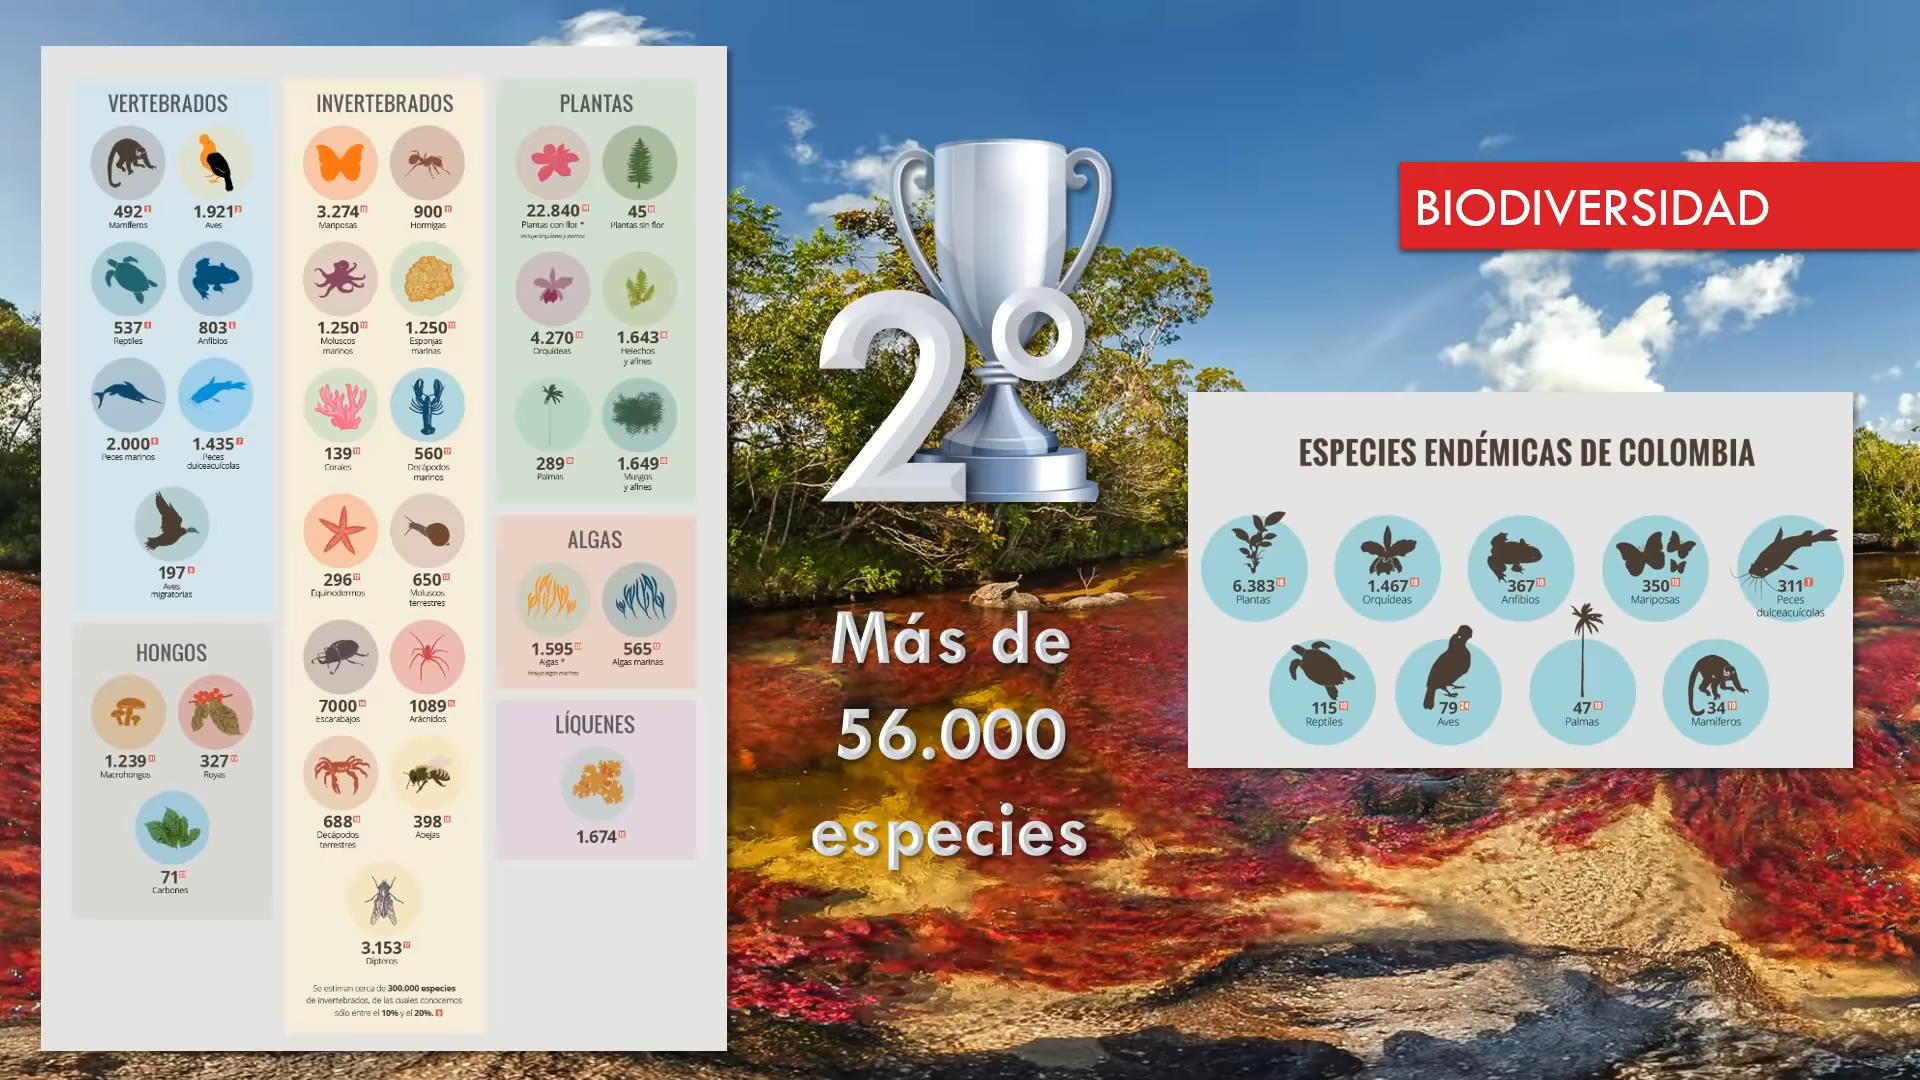 VERTEBRADOS
492
Mamíferos
1.921
Aves
537
Reptiles
803
Anfibios
2.000
Peces marinos
1.435
Peces
dulceacuícolas
197
Aves
migratorias
HONGOS
1.239
Macrohongos
327
Royas
71
Carbones
INVERTEBRADOS
3.274
Mariposas
900
Hormigas
1.250
Moluscos
marinos
1.250
Esponjas
marinas
139
Corales
560
Decápodos
marinos
296
Equinodermos
650
Moluscos
terrestres
7000
Escarabajos
1089
Arácnidos
688
Decápodos
terrestres
398
Abejas
3.153
Dípteros
Se estiman cerca de 300.000 especies
de invertebrados, de las cuales conocemos
sólo entre el 10% y el 20%.
PLANTAS
22.840
Plantas con flor *
Incluye orquídeas y palmas
45
Plantas sin flor
4.270
Orquídeas
1.643
Helechos
y afines
289
Palmas
1.649
Musgos
y afines
ALGAS
1.595
Algas *
Incluye algas marinas
565
Algas marinas
LÍQUENES
1.674
2º
Más de
56.000
especies
BIODIVERSIDAD
ESPECIES ENDÉMICAS DE COLOMBIA
6.383
Plantas
1.467
Orquídeas
367
Anfibios
350
Mariposas
311
Peces
dulceacuícolas
115
Reptiles
79
Aves
47
Palmas
34
Mamíferos